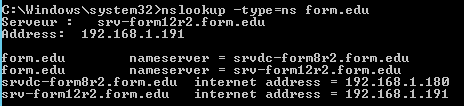 C:\Windows\system32>nslookup -type=ns form.edu
Serveur :   srv-form12r2.form.edu
Address:  192.168.1.191

form.edu        nameserver = srvdc-form8r2.form.edu
form.edu        nameserver = srv-form12r2.form.edu
srvdc-form8r2.form.edu  internet address = 192.168.1.180
srv-form12r2.form.edu   internet address = 192.168.1.191